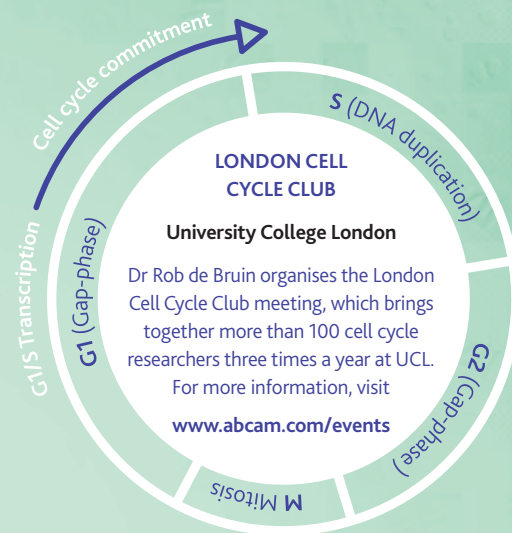 Cell cycle commitment
G1/S Transcription
S (DNA duplication)
G1 (Gap-phase)
LONDON CELL
CYCLE CLUB
University College London
Dr Rob de Bruin organises the London
Cell Cycle Club meeting, which brings
together more than 100 cell cycle
researchers three times a year at UCL.
For more information, visit
www.abcam.com/events
G2 (Gap-phase)
M Mitosis